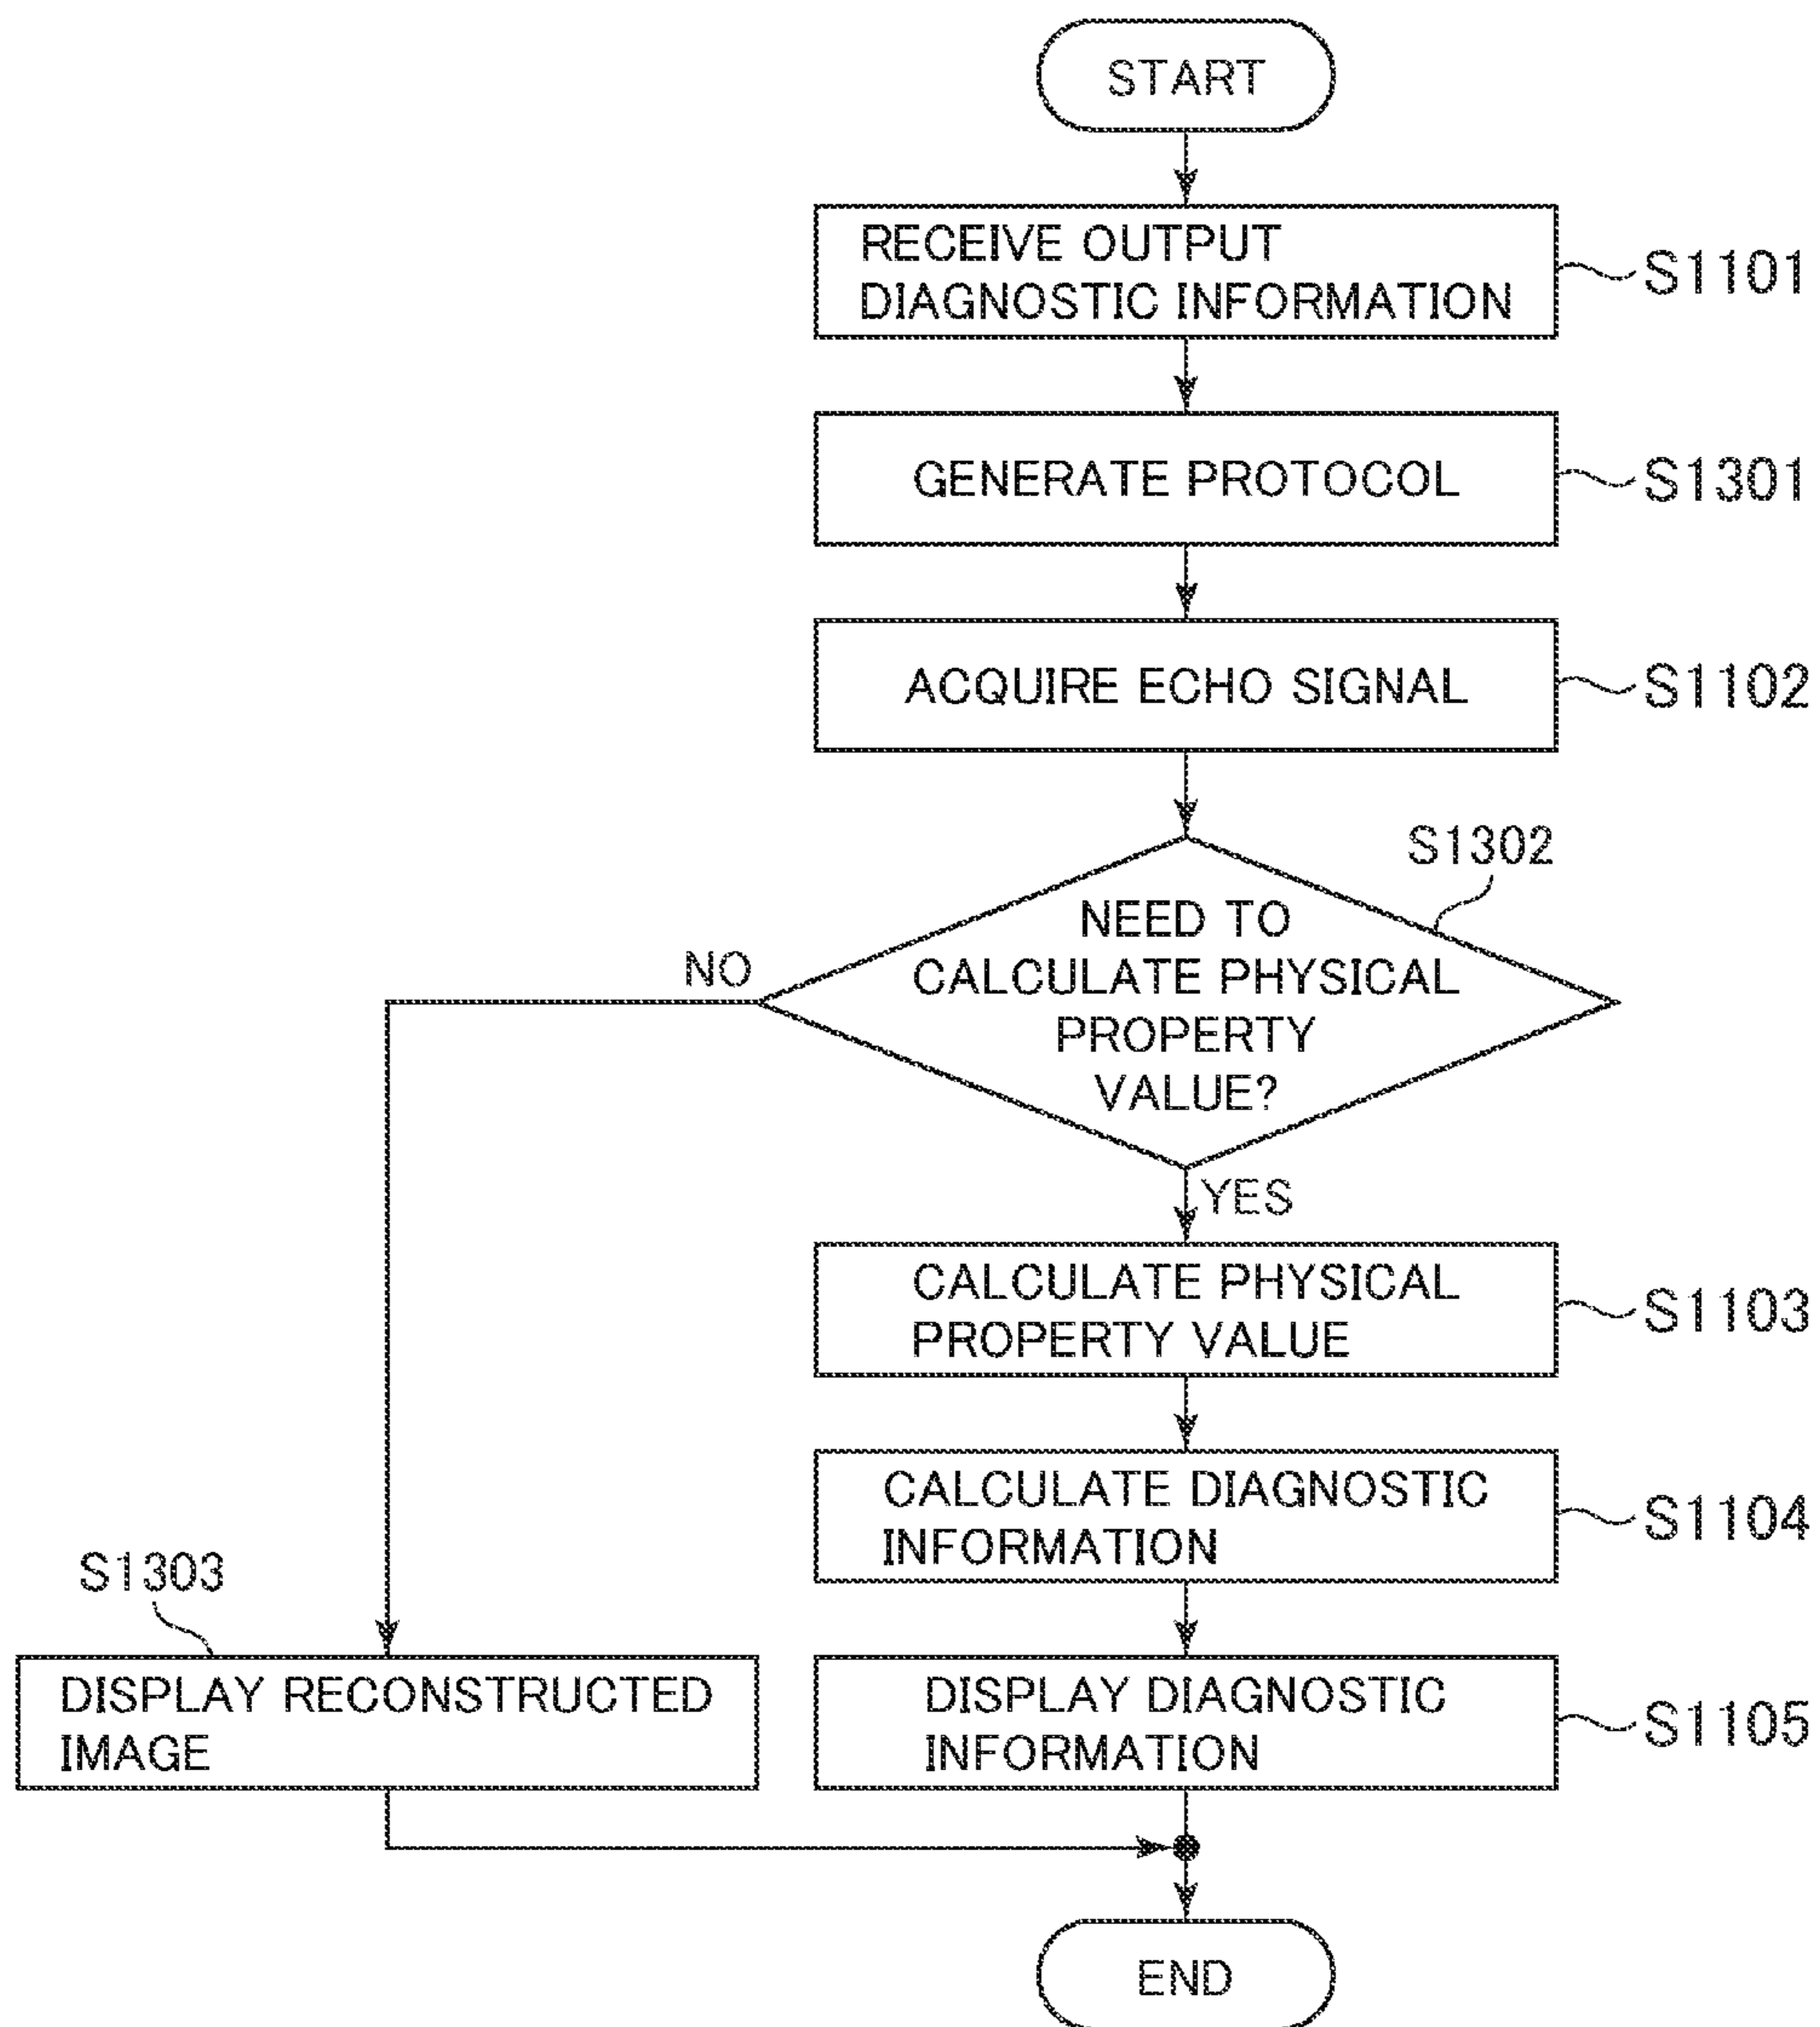 START
RECEIVE OUTPUT
DIAGNOSTIC INFORMATION
S1101
GENERATE PROTOCOL
S1301
ACQUIRE ECHO SIGNAL
S1102
S1302
NEED TO
CALCULATE PHYSICAL
PROPERTY
VALUE?
NO
YES
CALCULATE PHYSICAL
PROPERTY VALUE
S1103
CALCULATE DIAGNOSTIC
INFORMATION
S1104
S1303
DISPLAY RECONSTRUCTED
IMAGE
DISPLAY DIAGNOSTIC
INFORMATION
S1105
END